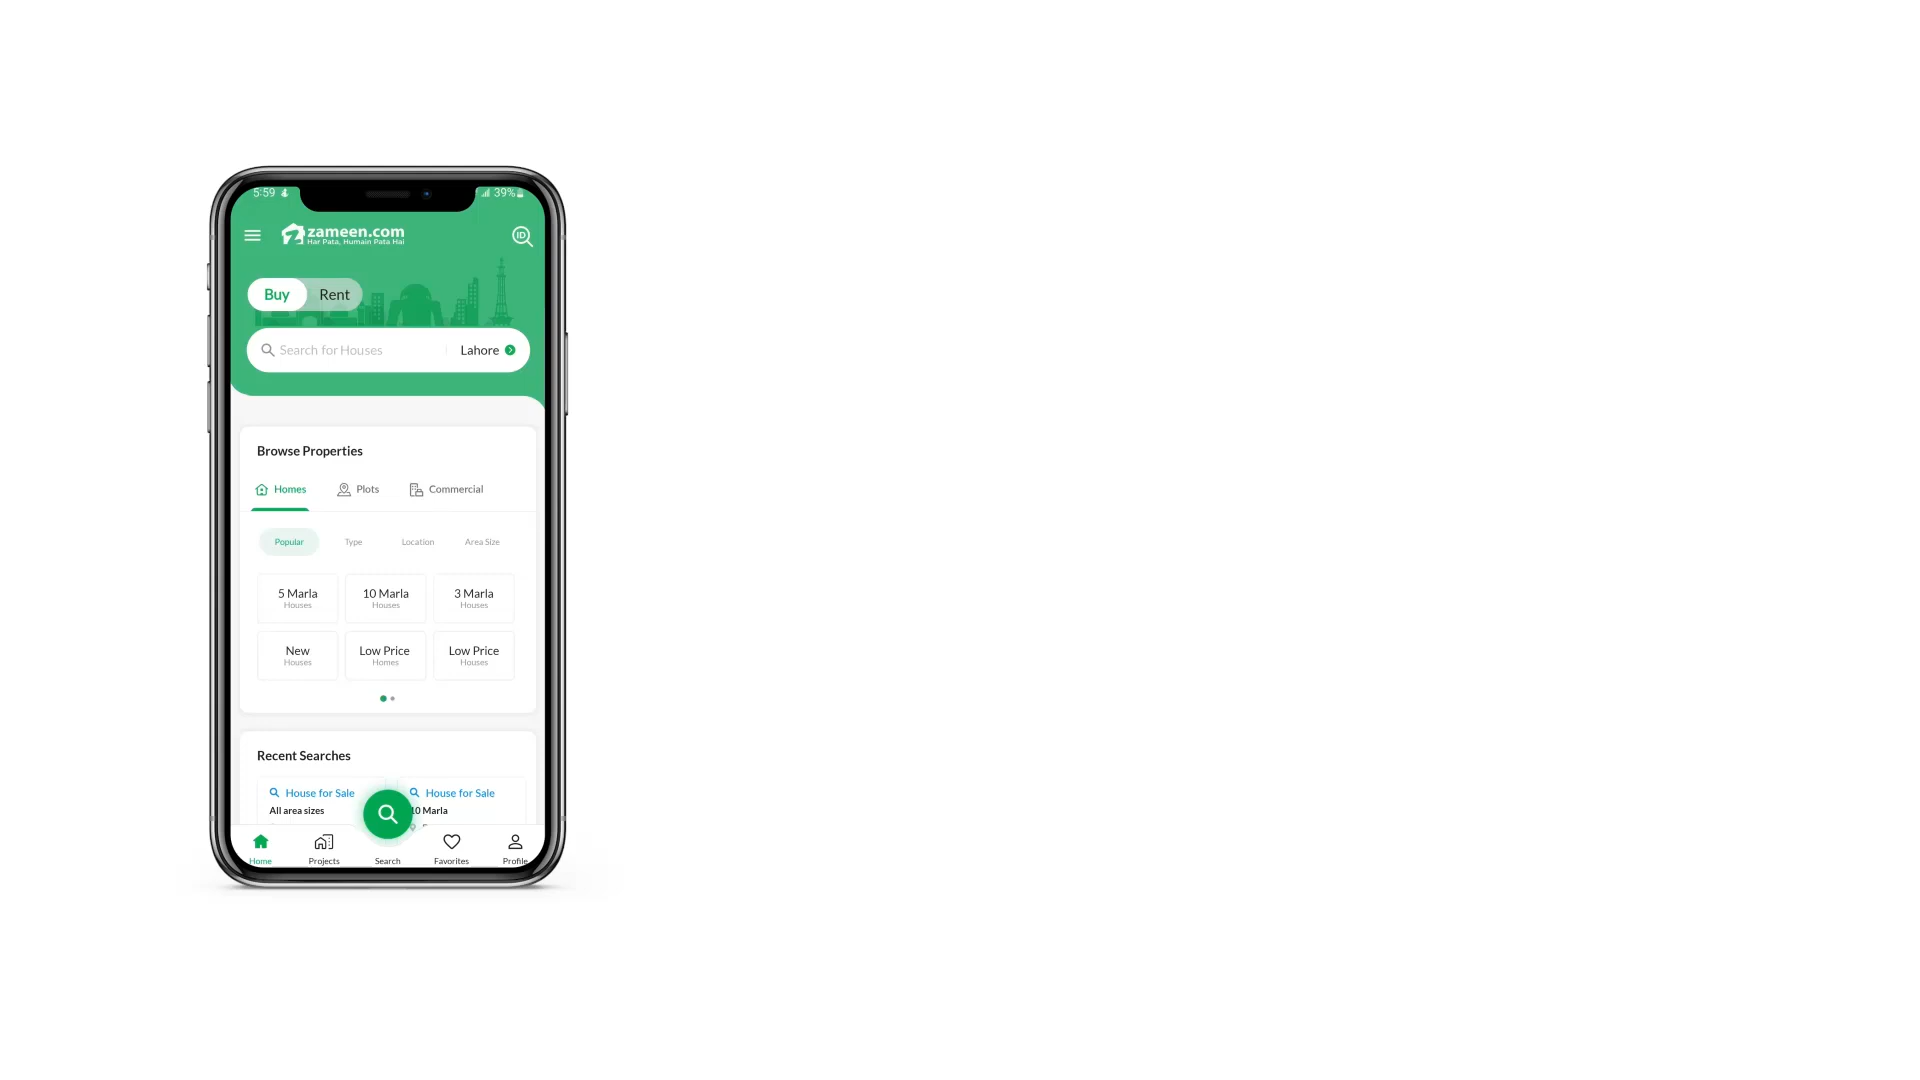 5:59
39%
zameen.com
Har Pata, Humain Pata Hai
ID
Buy Rent
Search for Houses Lahore
Browse Properties
Homes Plots Commercial
Popular Type Location Area Size
5 Marla 10 Marla 3 Marla
Houses Houses Houses
New Low Price Low Price
Houses Homes Houses
Recent Searches
House for Sale House for Sale
All area sizes 10 Marla
Home Projects Search Favorites Profile